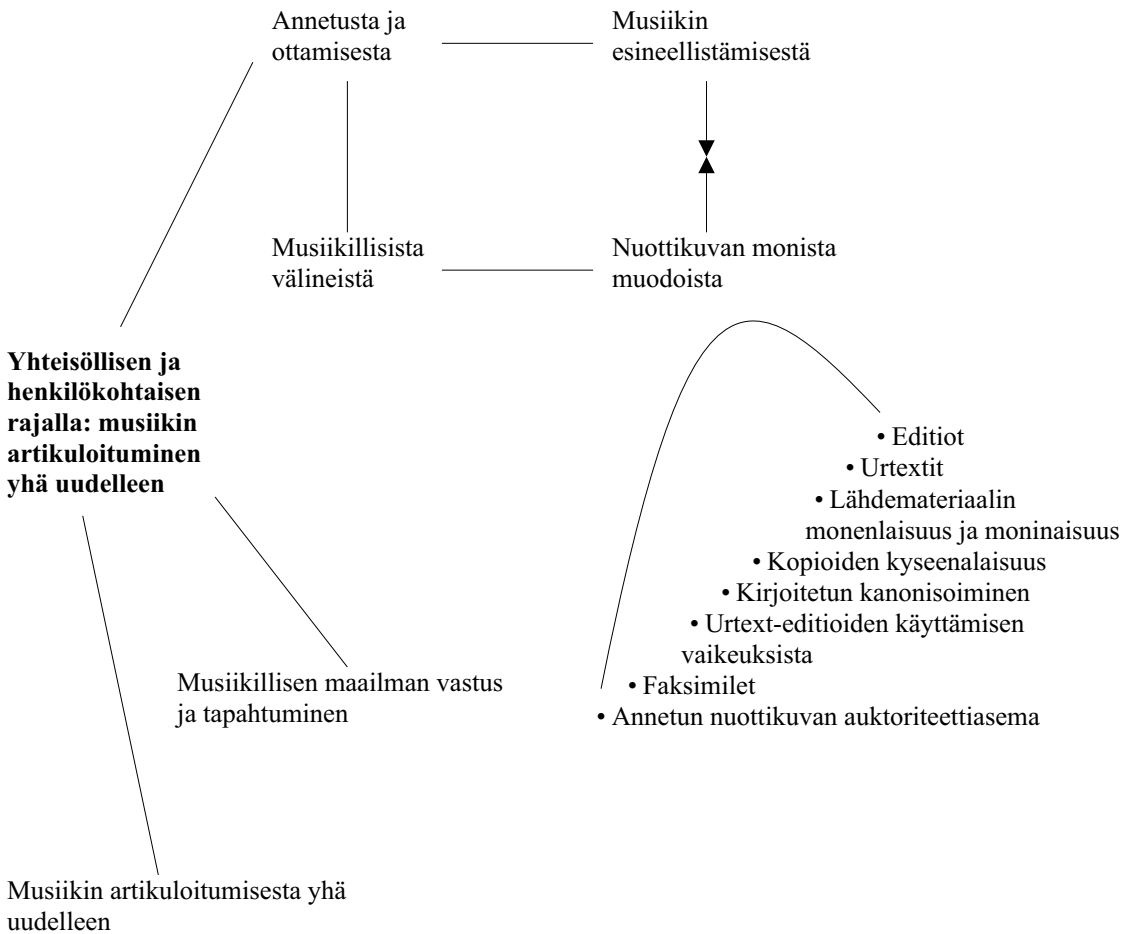 Annetusta ja
ottamisesta
Musiikin
esineellistämisestä
Musiikillisista
välineistä
Nuottikuvan monista
muodoista
Yhteisöllisen ja
henkilökohtaisen
rajalla: musiikin
artikuloituminen
yhä uudelleen
• Editiot
• Urtextit
• Lähdemateriaalin
monenlaisuus ja moninaisuus
• Kopioiden kyseenalaisuus
• Kirjoitetun kanonisoiminen
• Urtext-editioiden käyttämisen
vaikeuksista
• Faksimilet
• Annetun nuottikuvan auktoriteettiasema
Musiikillisen maailman vastus
ja tapahtuminen
Musiikin artikuloitumisesta yhä
uudelleen